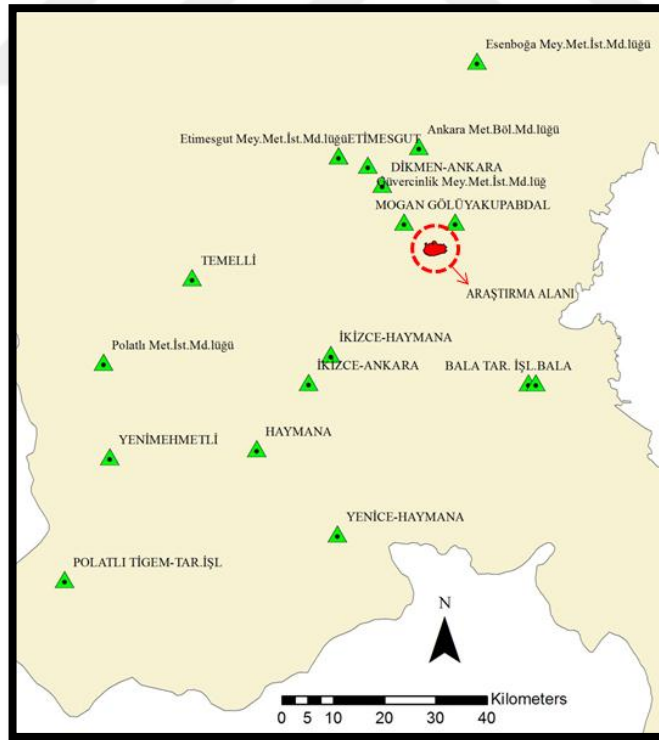 Esenboğa Mey.Met.İst.Md.lüğü
Ankara Met.Böl.Md.lüğü
Etimesgut Mey.Met.İst.Md.lüğüETİMESGUT
DİKMEN-ANKARA
Güvercinlik Mey.Met.İst.Md.lüğ
MOGAN GÖLÜYAKUPABDAL
TEMELLİ
ARAŞTIRMA ALANI
İKİZCE-HAYMANA
Polatlı Met.İst.Md.lüğü
İKİZCE-ANKARA
BALA TAR. İŞL.BALA
HAYMANA
YENİMEHMETLİ
YENİCE-HAYMANA
POLATLI TİGEM-TAR.İŞL
N
Kilometers
0 5 10 20 30 40